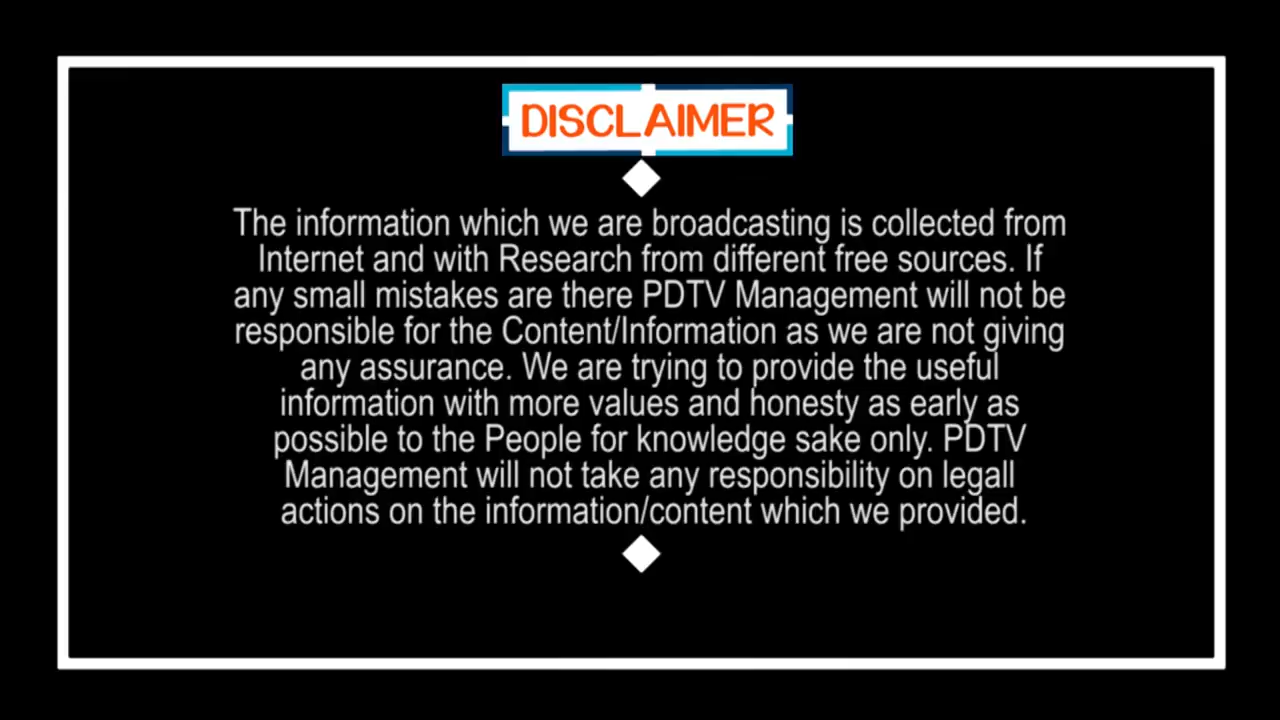 DISCLAIMER
The information which we are broadcasting is collected from
Internet and with Research from different free sources. If
any small mistakes are there PDTV Management will not be
responsible for the Content/Information as we are not giving
any assurance. We are trying to provide the useful
information with more values and honesty as early as
possible to the People for knowledge sake only. PDTV
Management will not take any responsibility on legall
actions on the information/content which we provided.